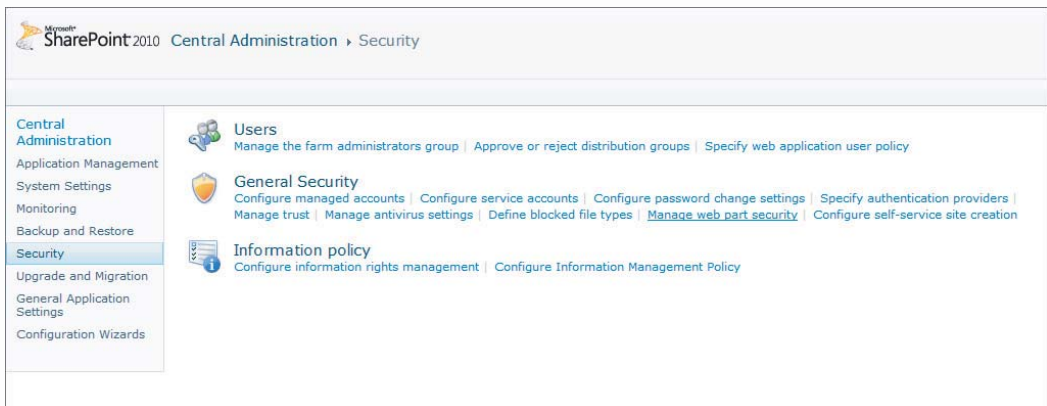 Microsoft®
SharePoint 2010 Central Administration ▸ Security
Central
Administration
Application Management
System Settings
Monitoring
Backup and Restore
Security
Upgrade and Migration
General Application
Settings
Configuration Wizards
Users
Manage the farm administrators group | Approve or reject distribution groups | Specify web application user policy
General Security
Configure managed accounts | Configure service accounts | Configure password change settings | Specify authentication providers |
Manage trust | Manage antivirus settings | Define blocked file types | Manage web part security | Configure self-service site creation
Information policy
Configure information rights management | Configure Information Management Policy